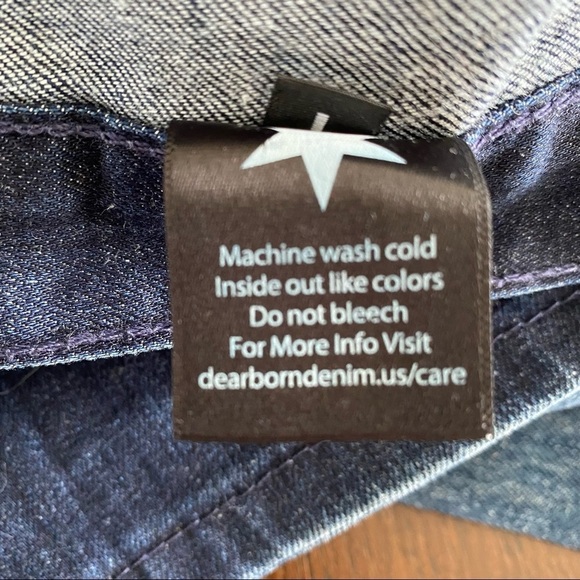 Machine wash cold
Inside out like colors
Do not bleech
For More Info Visit
dearborndenim.us/care